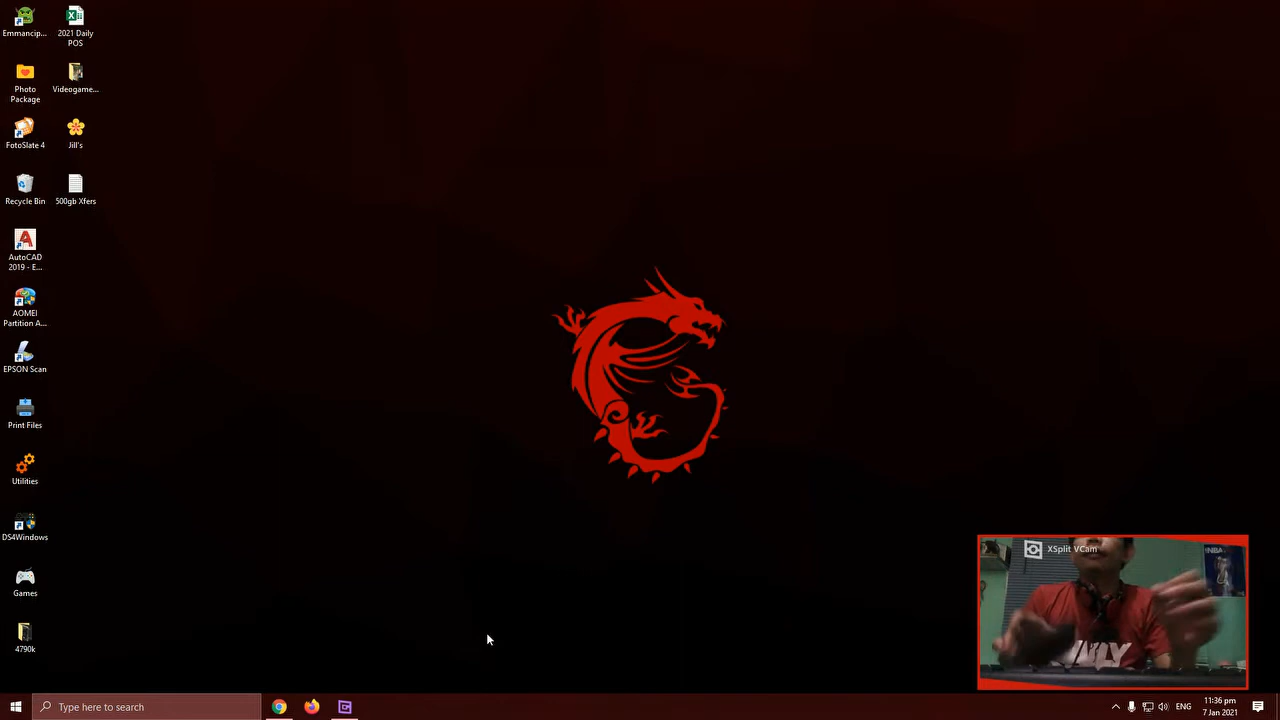 Emmancip...
2021 Daily
POS
Photo
Package
Videogame...
FotoSlate 4
Jill's
Recycle Bin
500gb Xfers
AutoCAD
2019 - E...
AOMEI
Partition A...
EPSON Scan
Print Files
Utilities
DS4Windows
Games
4790k
XSplit VCam
NBA
Type here to search
ENG
11:36 pm
7 Jan 2021